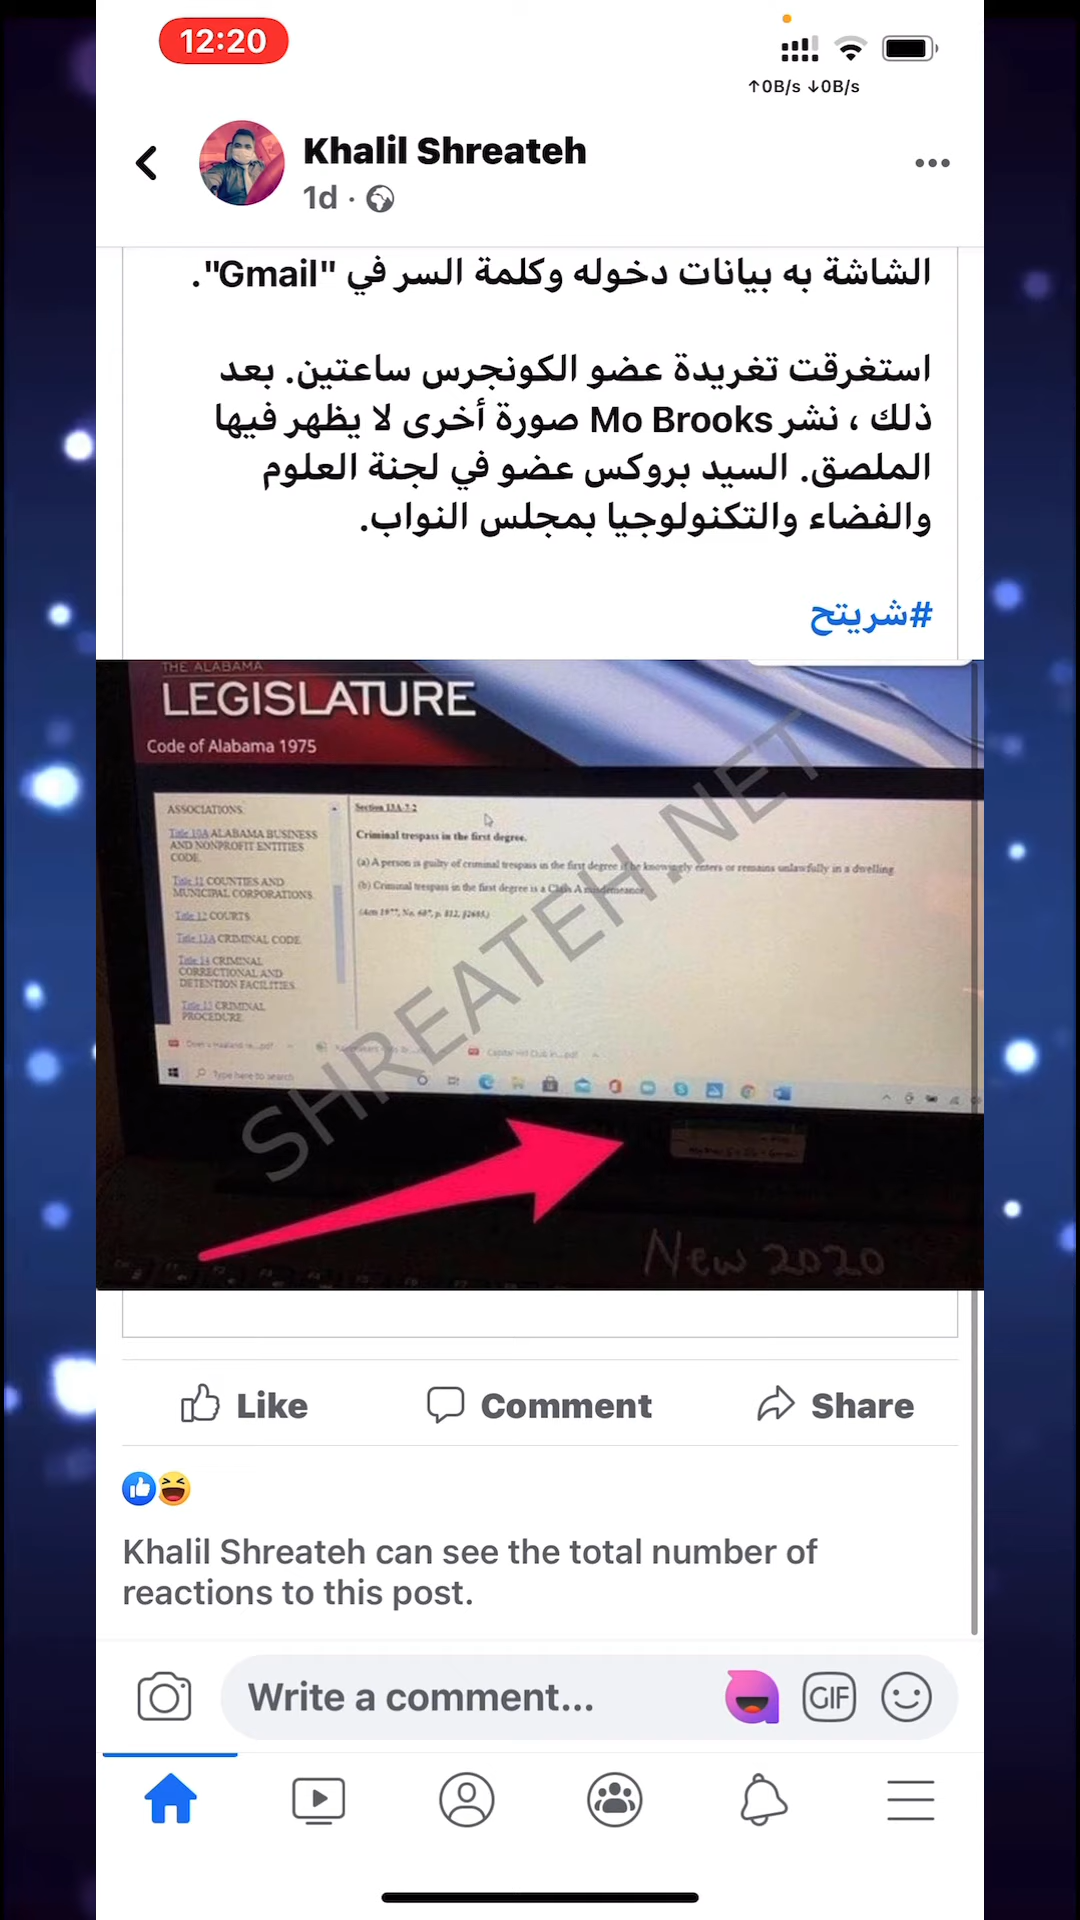 12:20
↑0B/s ↓0B/s
Khalil Shreateh
1d
الشاشة به بيانات دخوله وكلمة السر في "Gmail".
استغرقت تغريدة عضو الكونجرس ساعتين. بعد
ذلك ، نشر Mo Brooks صورة أخرى لا يظهر فيها
الملصق. السيد بروكس عضو في لجنة العلوم
والفضاء والتكنولوجيا بمجلس النواب.
#شريتح
THE ALABAMA
LEGISLATURE
Code of Alabama 1975
ASSOCIATIONS
Title 10A ALABAMA BUSINESS
AND NONPROFIT ENTITIES
CODE.
Title 11 COUNTIES AND
MUNICIPAL CORPORATIONS.
Title 12 COURTS.
Title 13A CRIMINAL CODE.
Title 14 CRIMINAL
CORRECTIONAL AND
DETENTION FACILITIES.
Title 15 CRIMINAL
PROCEDURE.
Section 13A-7-2
Criminal trespass in the first degree.
(a) A person is guilty of criminal trespass in the first degree if he knowingly enters or remains unlawfully in a dwelling
(b) Criminal trespass in the first degree is a Class A misdemeanor.
Type here to search
SHREATEH.NET
New 2020
Like
Comment
Share
Khalil Shreateh can see the total number of
reactions to this post.
Write a comment...
GIF